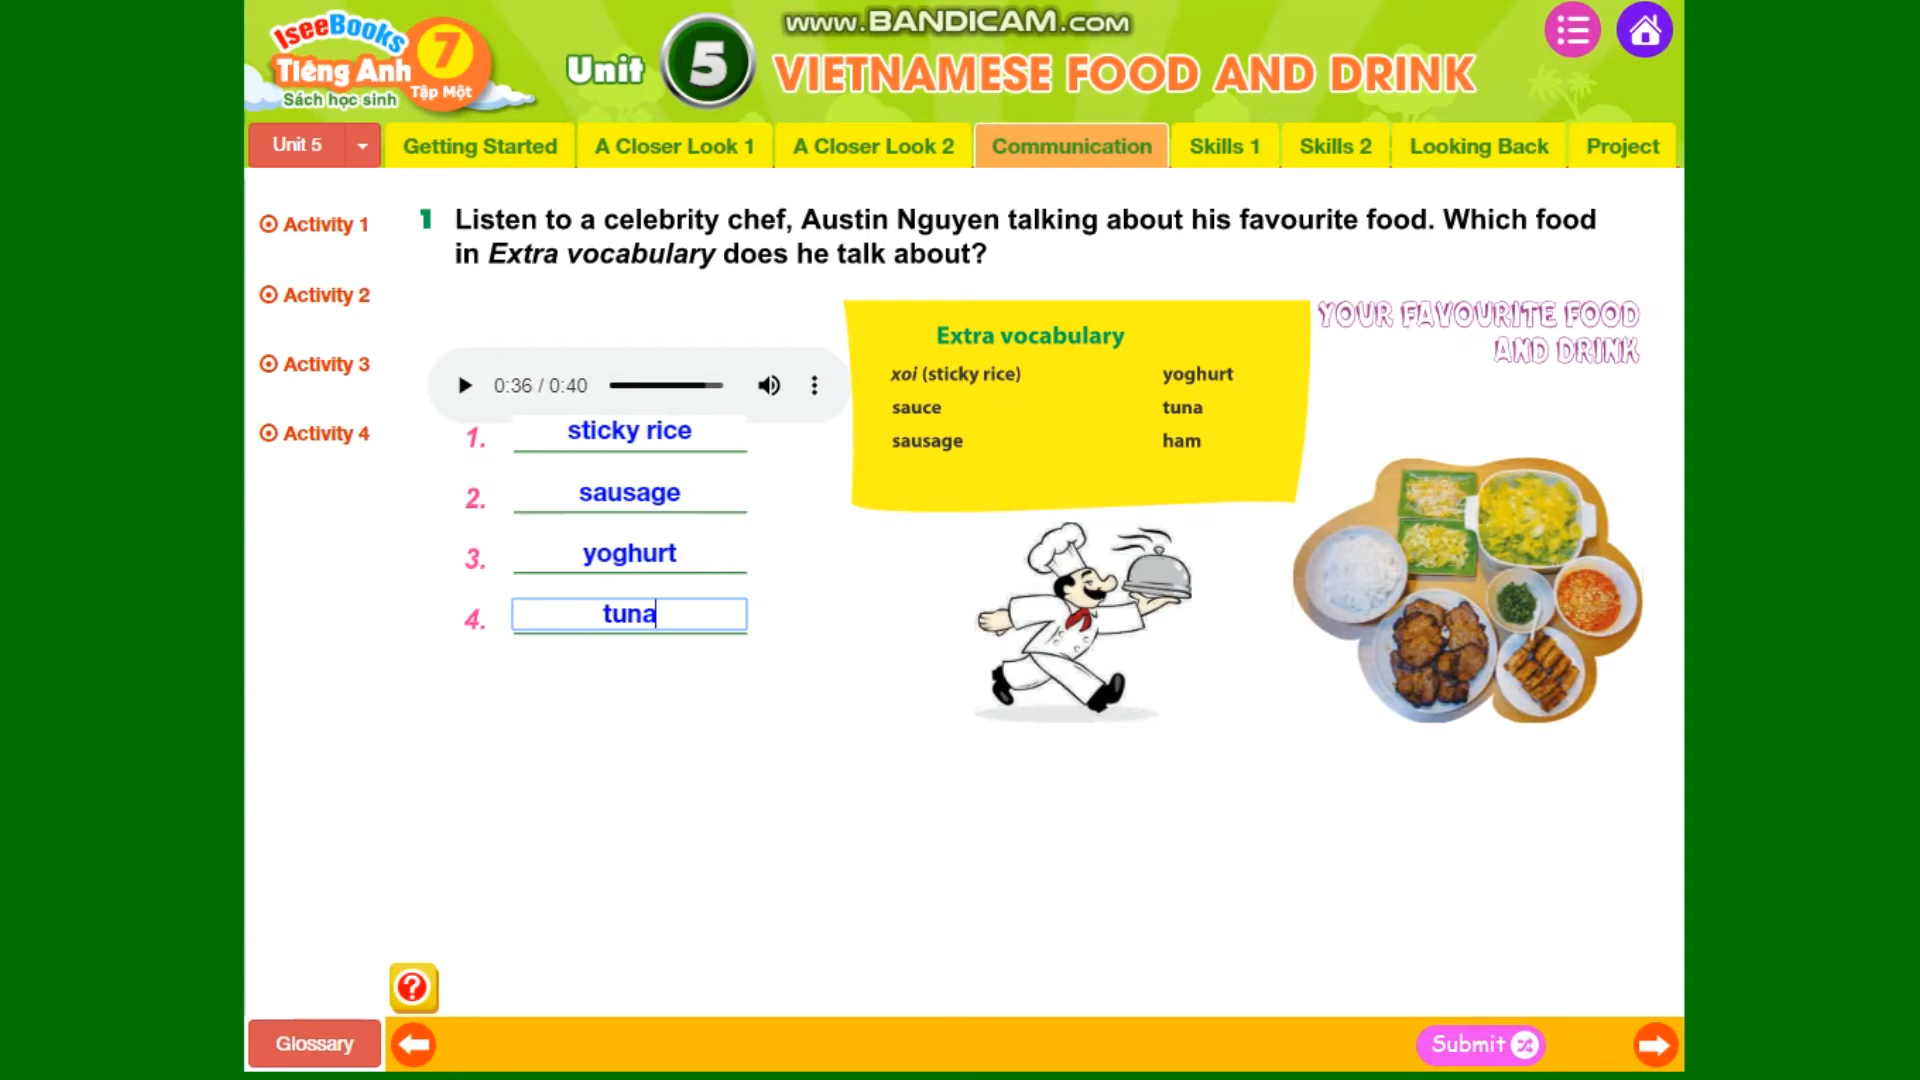 www.BANDICAM.com
IseeBooks
7
Tiếng Anh
Tập Một
Sách học sinh
Unit 5 VIETNAMESE FOOD AND DRINK
Unit 5
Getting Started
A Closer Look 1
A Closer Look 2
Communication
Skills 1
Skills 2
Looking Back
Project
Activity 1
Activity 2
Activity 3
Activity 4
1 Listen to a celebrity chef, Austin Nguyen talking about his favourite food. Which food
in Extra vocabulary does he talk about?
0:36 / 0:40
1. sticky rice
2. sausage
3. yoghurt
4. tuna
Extra vocabulary
xoi (sticky rice) yoghurt
sauce tuna
sausage ham
YOUR FAVOURITE FOOD
AND DRINK
?
Glossary
Submit